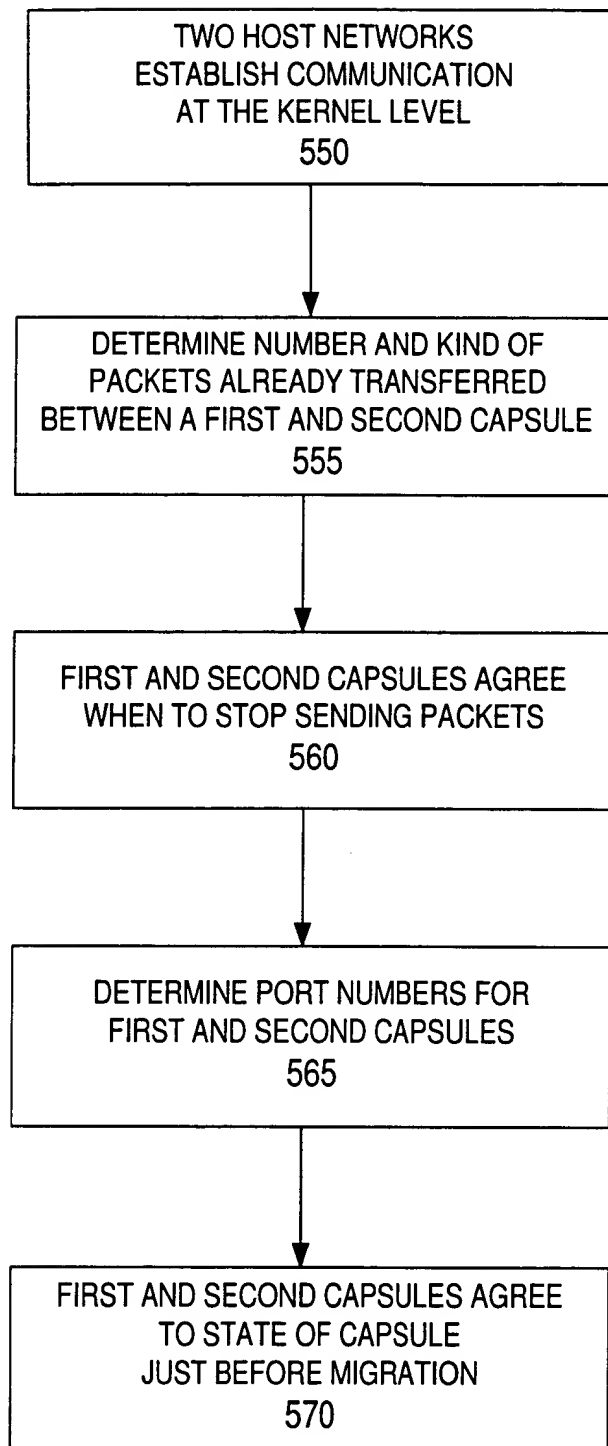 TWO HOST NETWORKS
ESTABLISH COMMUNICATION
AT THE KERNEL LEVEL
550
DETERMINE NUMBER AND KIND OF
PACKETS ALREADY TRANSFERRED
BETWEEN A FIRST AND SECOND CAPSULE
555
FIRST AND SECOND CAPSULES AGREE
WHEN TO STOP SENDING PACKETS
560
DETERMINE PORT NUMBERS FOR
FIRST AND SECOND CAPSULES
565
FIRST AND SECOND CAPSULES AGREE
TO STATE OF CAPSULE
JUST BEFORE MIGRATION
570